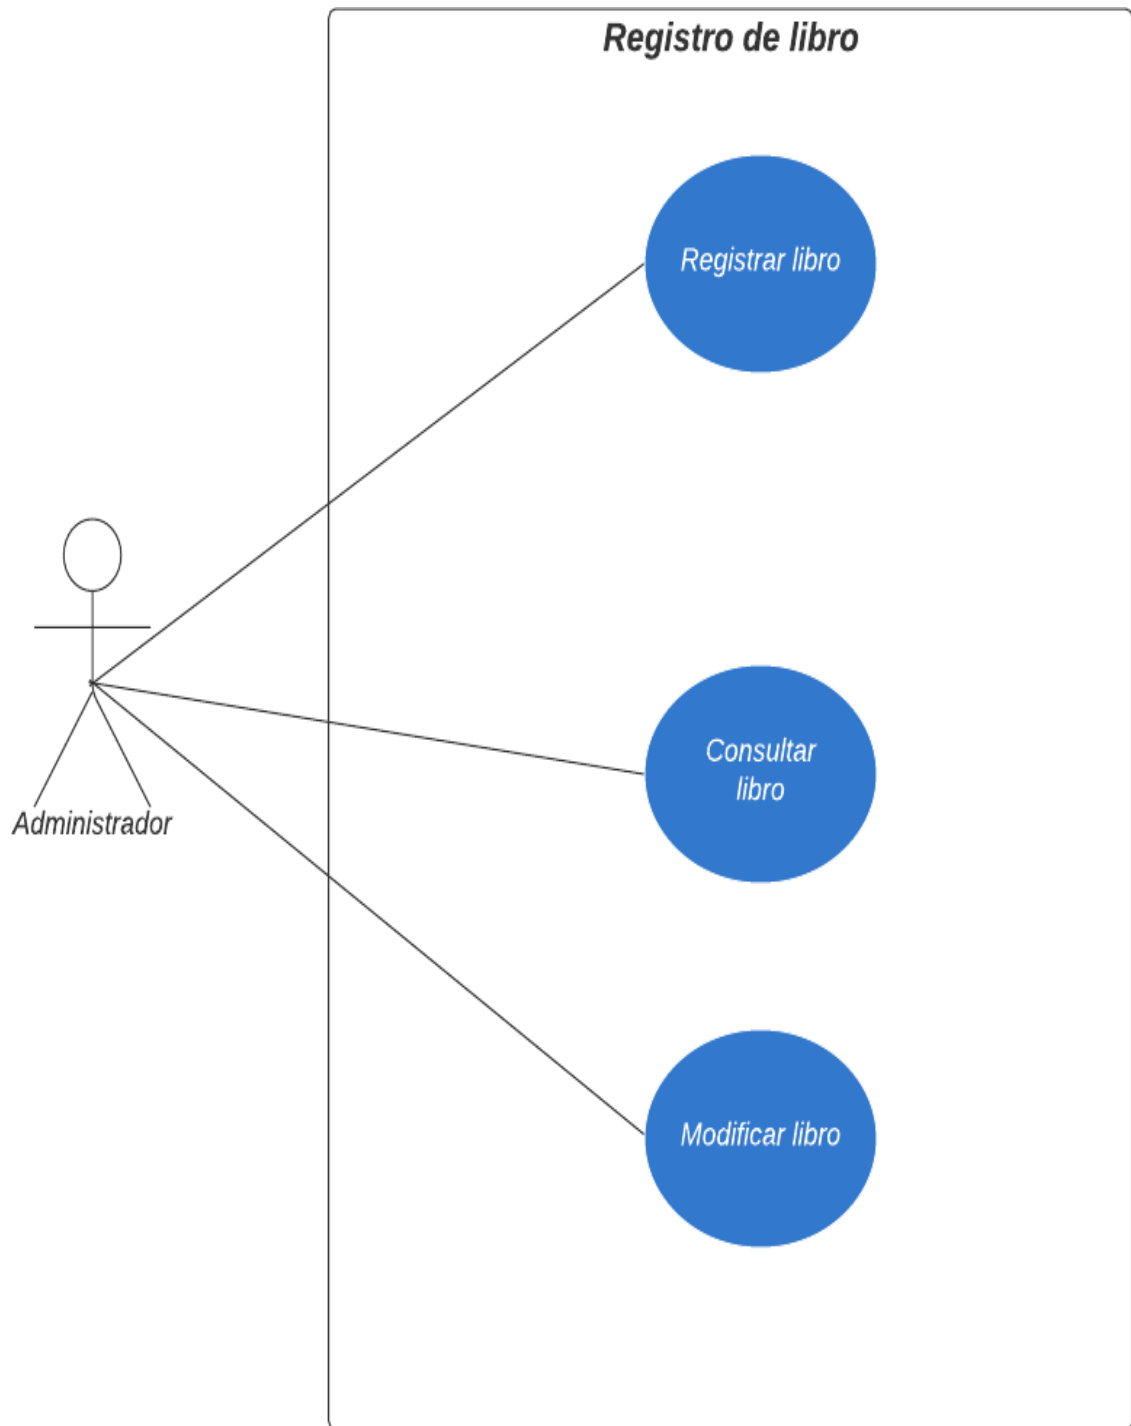 Registro de libro
Registrar libro
Administrador
Consultar
libro
Modificar libro